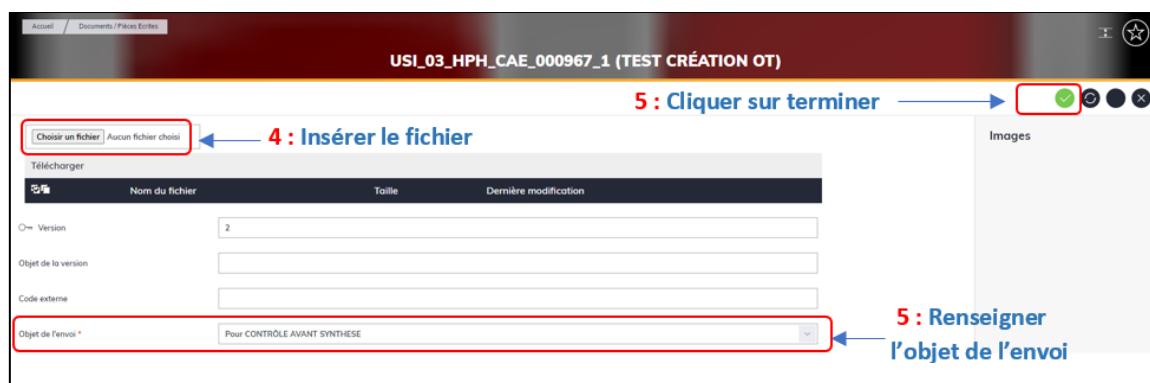 Accueil / Documents / Pièces Ecrites
USI_03_HPH_CAE_000967_1 (TEST CRÉATION OT)
5 : Cliquer sur terminer
Choisir un fichier Aucun fichier choisi
4 : Insérer le fichier
Images
Télécharger
Nom du fichier Taille Dernière modification
Version 2
Objet de la version
Code externe
Objet de l'envoi * Pour CONTRÔLE AVANT SYNTHESE
5 : Renseigner
l'objet de l'envoi